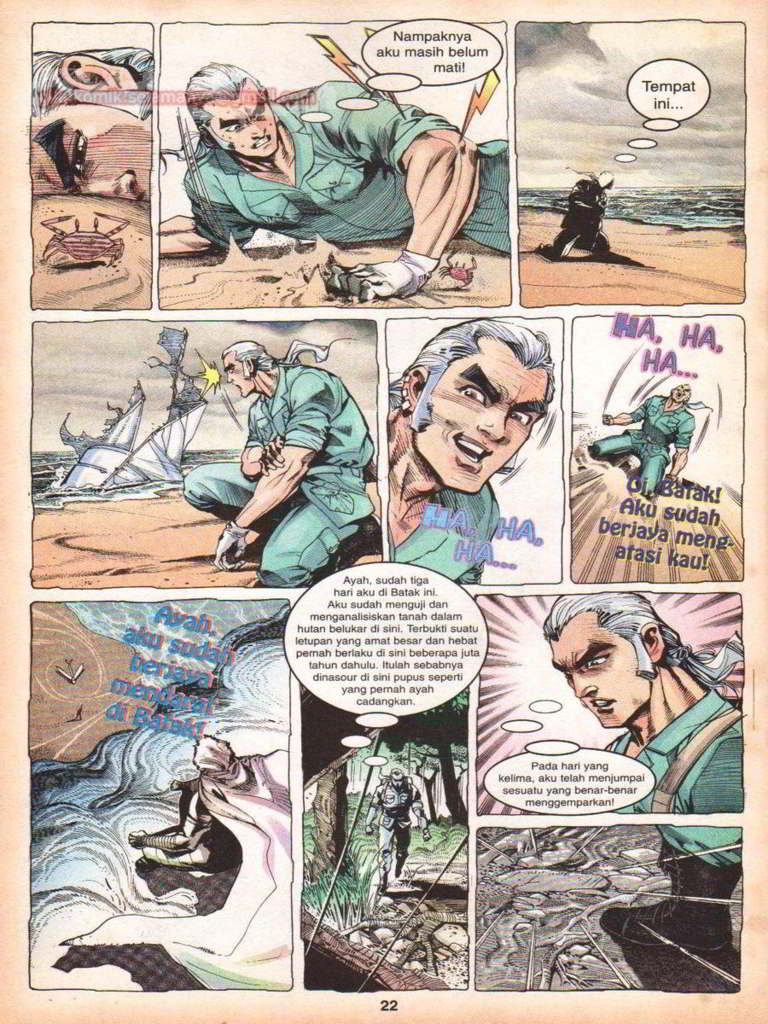 Nampaknya
aku masih belum
mati!
Tempat
ini...
HA, HA,
HA...
HA, HA,
HA...
Oi, Batak!
Aku sudah
berjaya meng-
atasi kau!
Ayah,
aku sudah
berjaya
mendarat
di Batak!
Ayah, sudah tiga
hari aku di Batak ini.
Aku sudah menguji dan
menganalisiskan tanah dalam
hutan belukar di sini. Terbukti suatu
letupan yang amat besar dan hebat
pernah berlaku di sini beberapa juta
tahun dahulu. Itulah sebabnya
dinasour di sini pupus seperti
yang pernah ayah
cadangkan.
Pada hari yang
kelima, aku telah menjumpai
sesuatu yang benar-benar
menggemparkan!
22